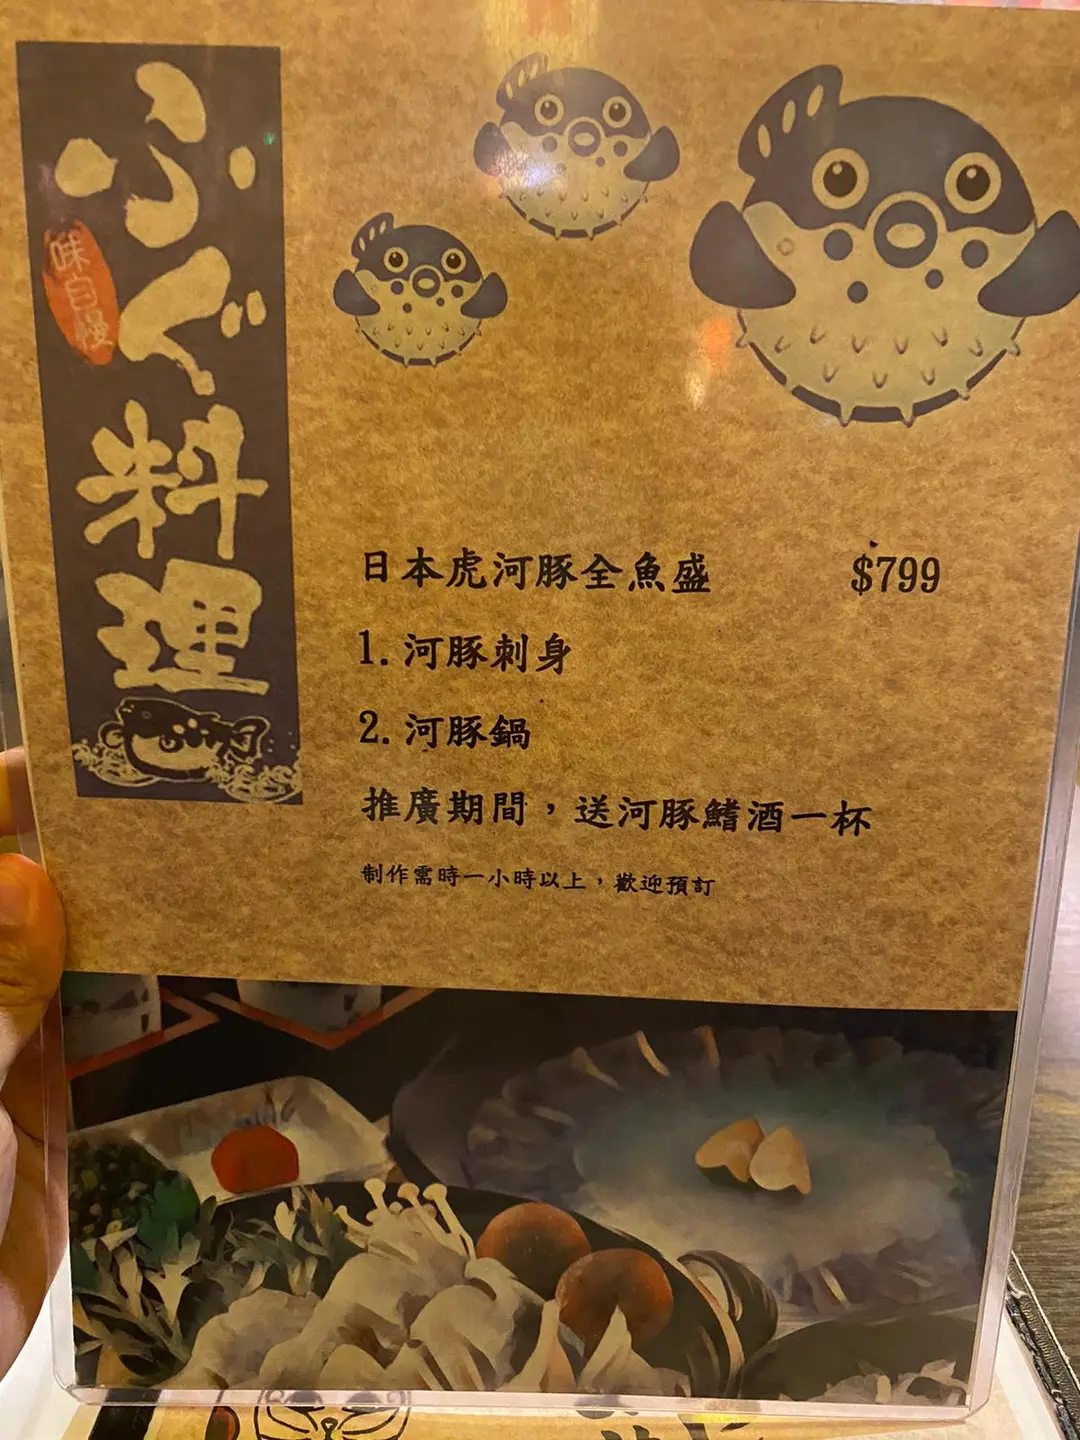 ふぐ料理
味自慢
日本虎河豚全魚盛 $799
1. 河豚刺身
2. 河豚鍋
推廣期間，送河豚鰭酒一杯
制作需時一小時以上，歡迎預訂